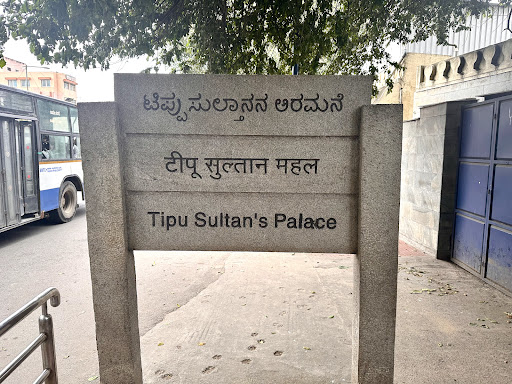 ಟಿಪ್ಪುಸುಲ್ತಾನನ ಅರಮನೆ
टीपू सुल्तान महल
Tipu Sultan's Palace